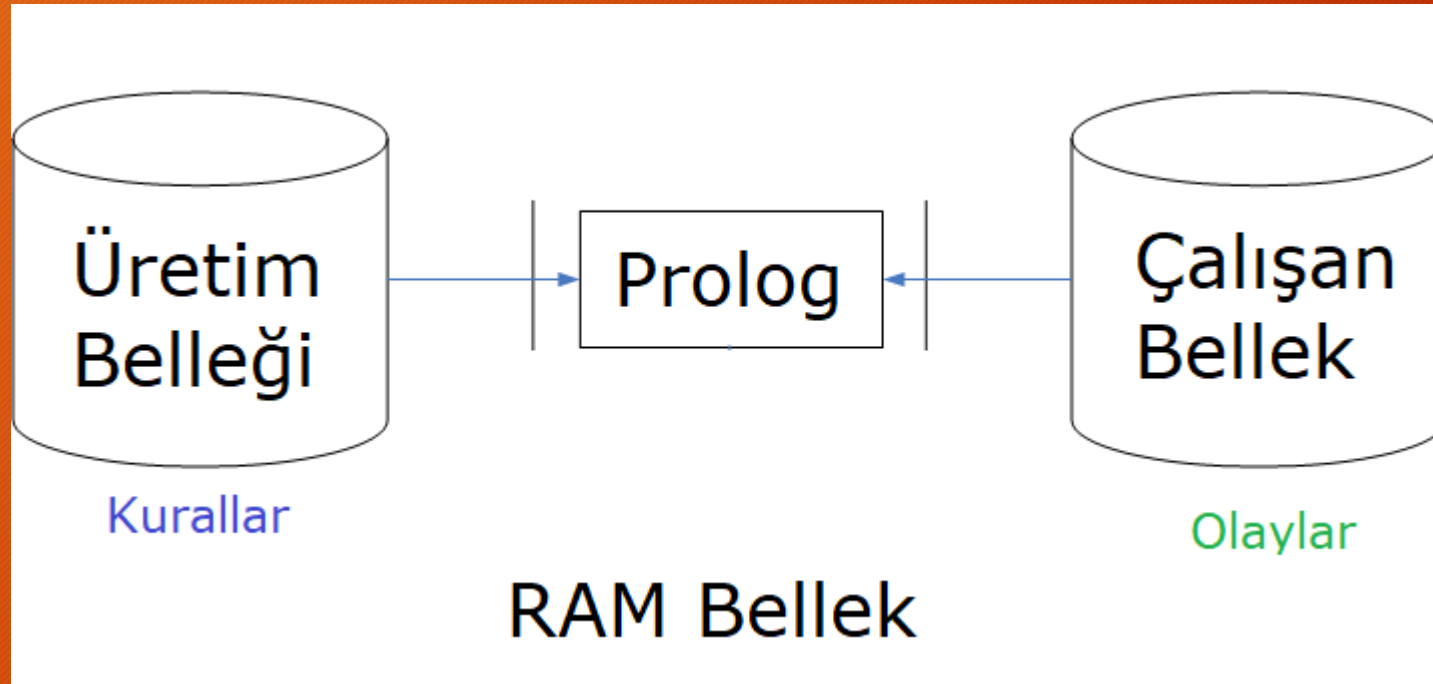 Üretim
Belleği
Prolog
Çalışan
Bellek
Kurallar
Olaylar
RAM Bellek